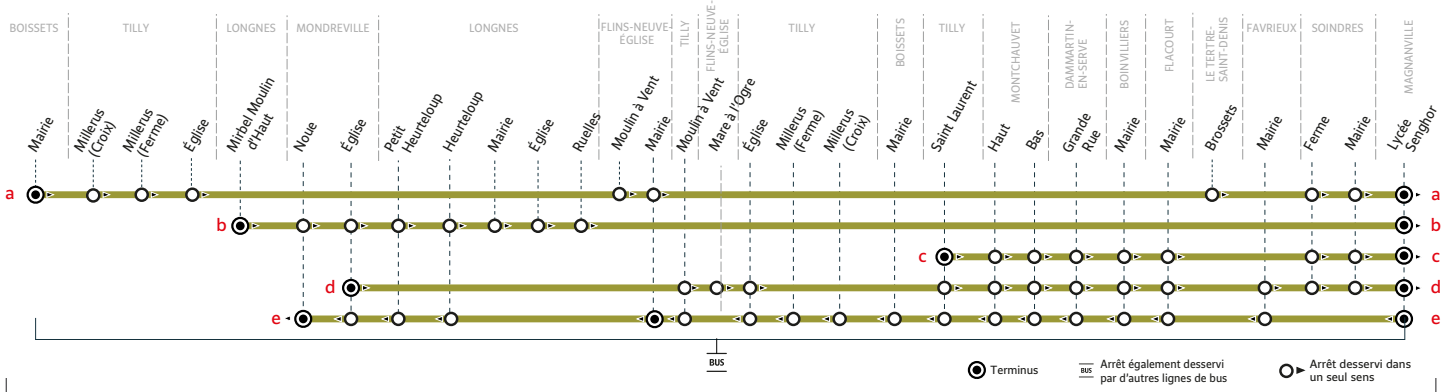 BOISSETS
TILLY
LONGNES
MONDREVILLE
LONGNES
FLINS-NEUVE-
ÉGLISE
TILLY
FLINS-NEUVE-
ÉGLISE
TILLY
BOISSETS
TILLY
MONTCHAUVET
DAMMARTIN-
EN-SERVE
BOINVILLIERS
FLACOURT
LE TERTRE-
SAINT-DENIS
FAVRIEUX
SOINDRES
MAGNANVILLE
Mairie
Millerus
(Croix)
Millerus
(Ferme)
Église
Mirbel Moulin
d'Haut
Noue
Église
Petit
Heurteloup
Heurteloup
Mairie
Église
Ruelles
Moulin à Vent
Mairie
Moulin à Vent
Mare à l'Ogre
Église
Millerus
(Ferme)
Millerus
(Croix)
Mairie
Saint Laurent
Haut
Bas
Grande
Rue
Mairie
Mairie
Brossets
Mairie
Ferme
Mairie
Lycée
Senghor
a
a
b
b
c
c
d
d
e
e
BUS
Terminus
BUS
Arrêt également desservi
par d'autres lignes de bus
Arrêt desservi dans
un seul sens